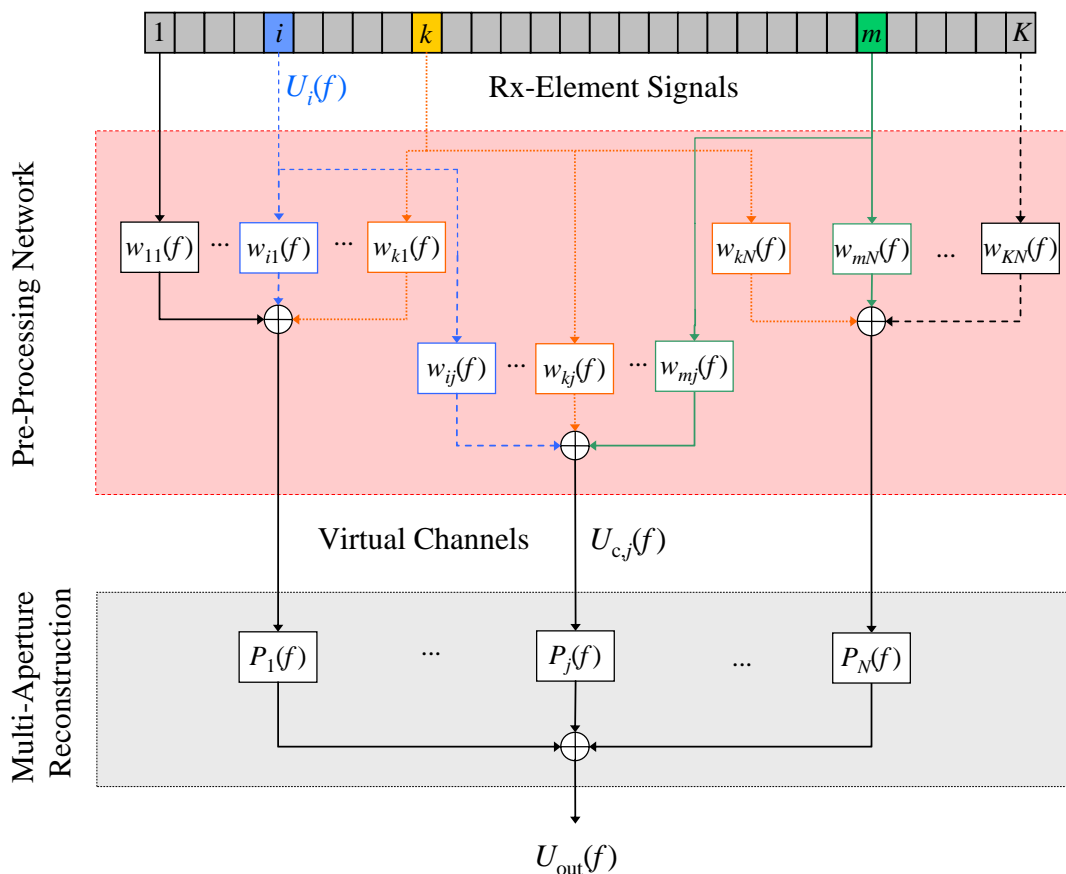 1 i k m K
U_i(f)
Rx-Element Signals
Pre-Processing Network
w_11(f) ... w_i1(f) ... w_k1(f) w_kN(f) w_mN(f) ... w_KN(f)
w_ij(f) ... w_kj(f) ... w_mj(f)
Virtual Channels
U_c,j(f)
Multi-Aperture
Reconstruction
P_1(f) ... P_j(f) ... P_N(f)
U_out(f)